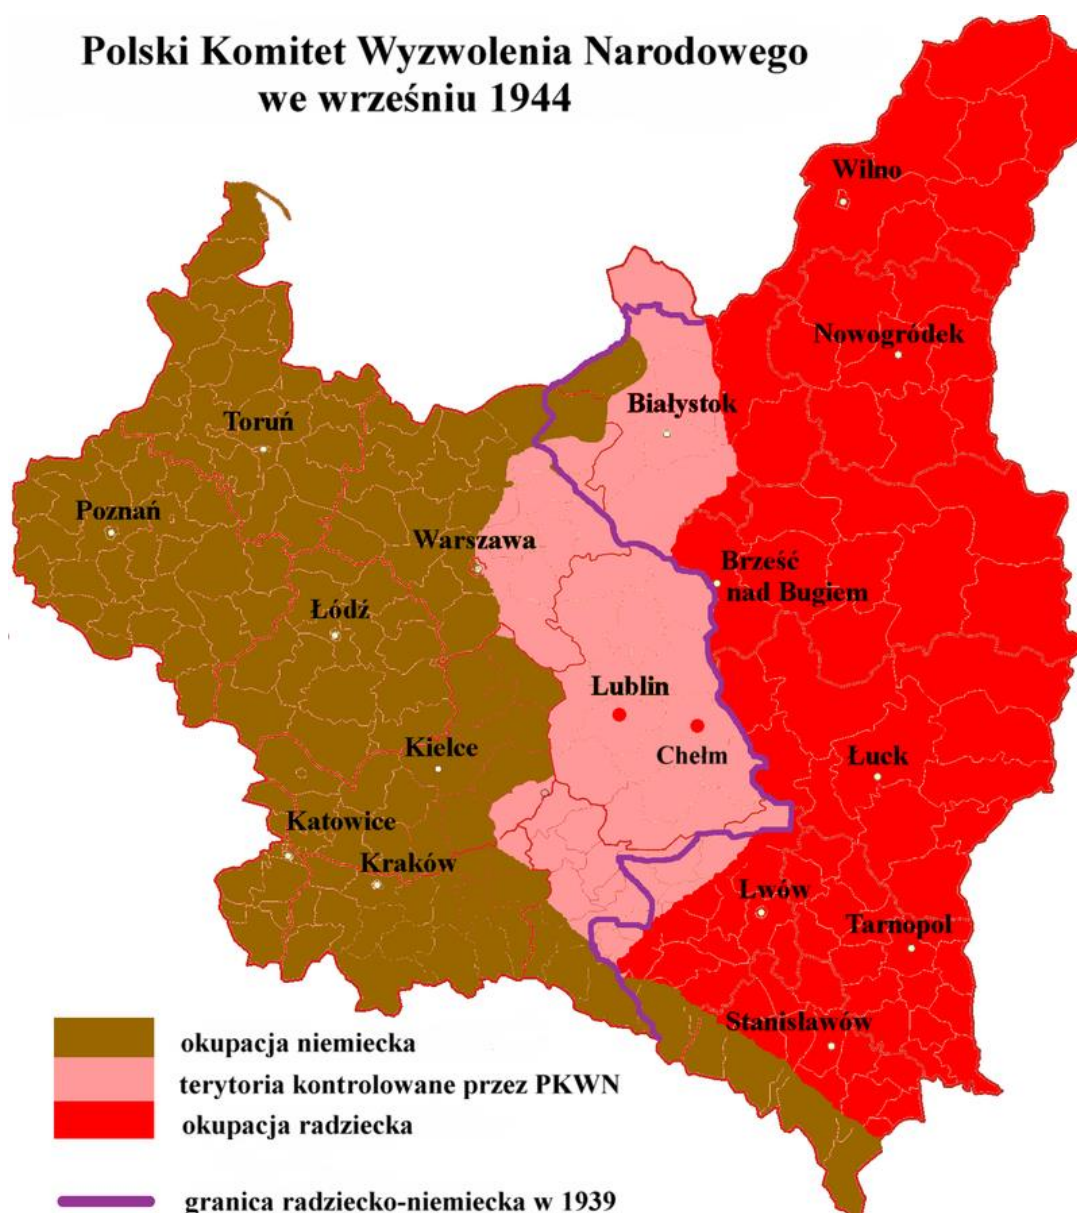 Polski Komitet Wyzwolenia Narodowego
we wrześniu 1944
Wilno
Nowogródek
Białystok
Toruń
Poznań
Warszawa
Brześć
nad Bugiem
Łódź
Lublin
Chełm
Kielce
Łuck
Katowice
Kraków
Lwów
Tarnopol
Stanisławów
okupacja niemiecka
terytoria kontrolowane przez PKWN
okupacja radziecka
granica radziecko-niemiecka w 1939